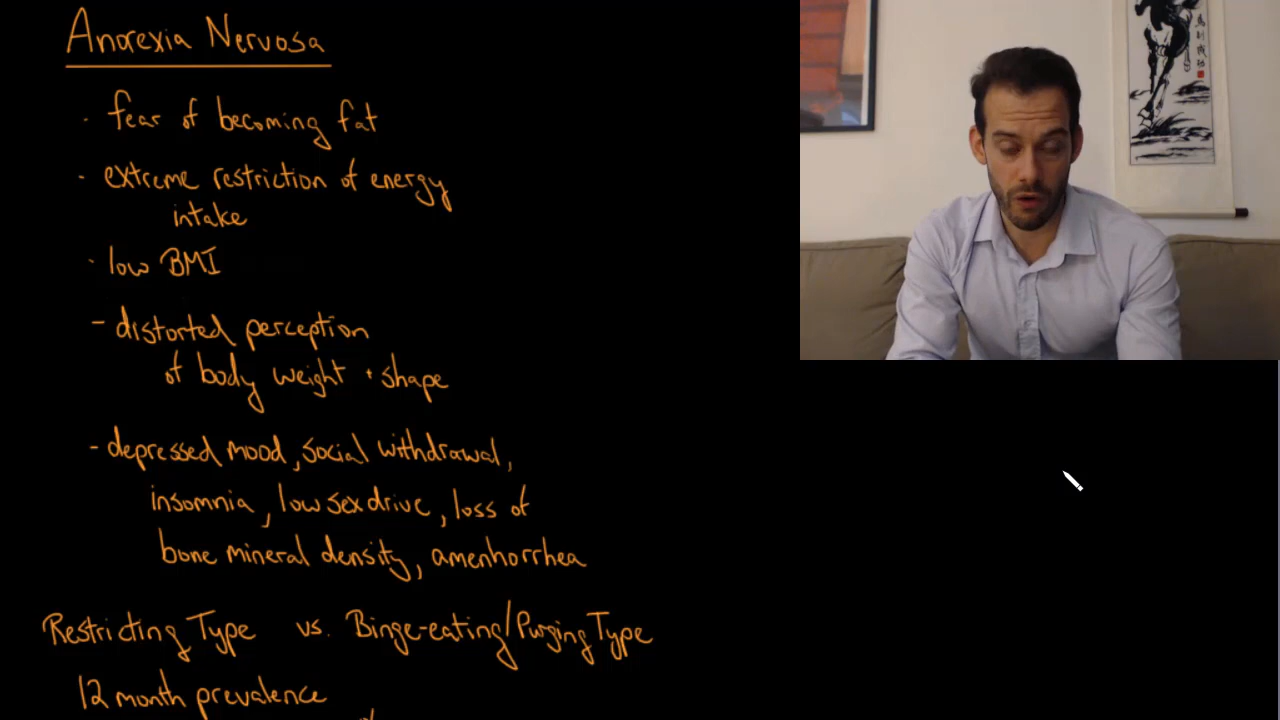 Anorexia Nervosa
· fear of becoming fat
· extreme restriction of energy
intake
· low BMI
- distorted perception
of body weight + shape
- depressed mood, social withdrawal,
insomnia, low sex drive, loss of
bone mineral density, amenorrhea
Restricting Type vs. Binge-eating/Purging Type
12 month prevalence